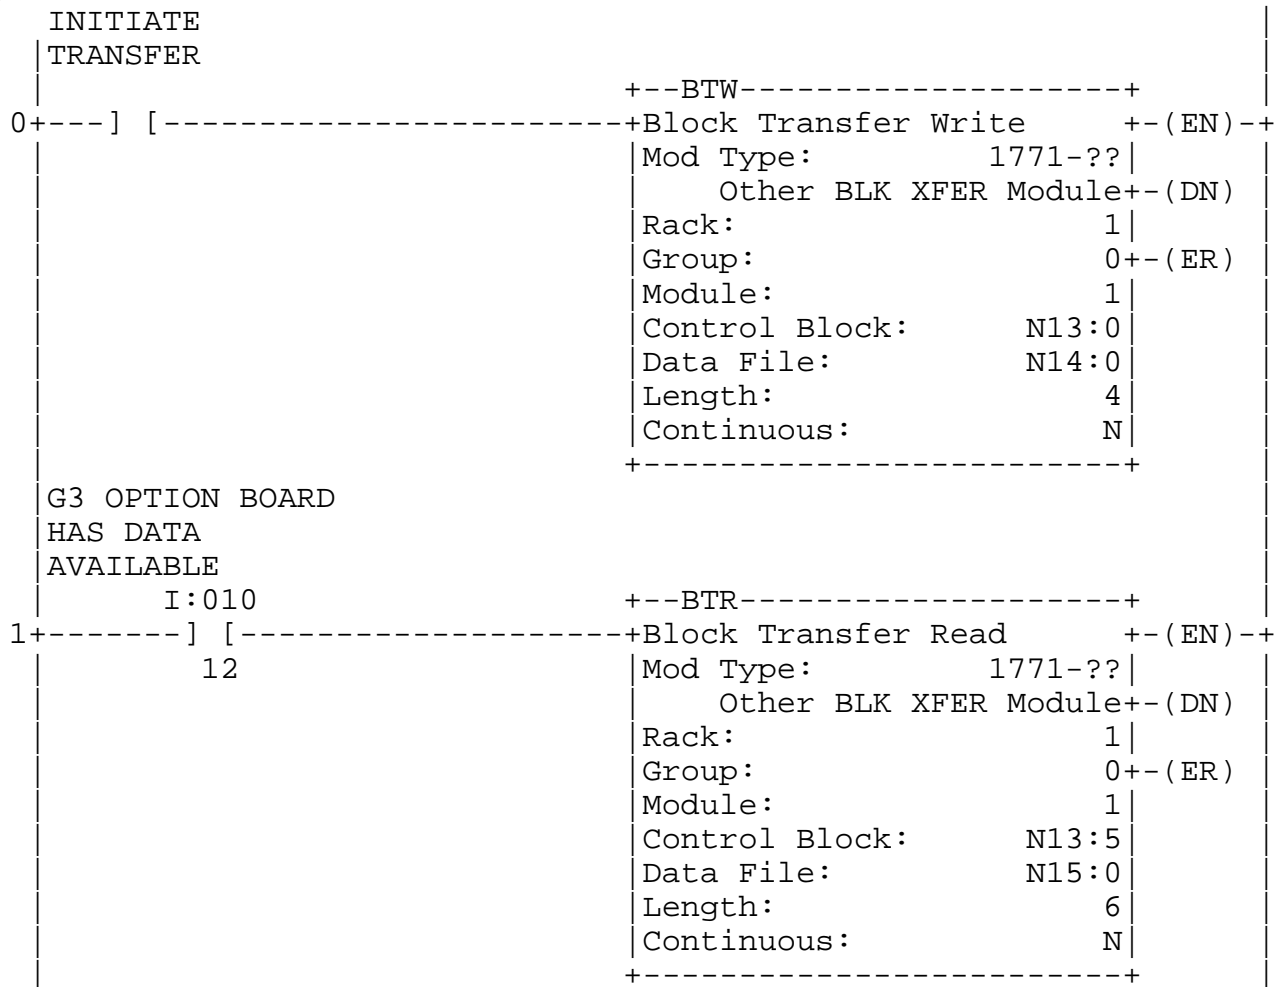 INITIATE
|TRANSFER
+--BTW--------------------+
0+---] [------------------------+Block Transfer Write +-(EN)-+
|Mod Type: 1771-??|
| Other BLK XFER Module+-(DN)
|Rack: 1|
|Group: 0+-(ER)
|Module: 1|
|Control Block: N13:0|
|Data File: N14:0|
|Length: 4|
|Continuous: N|
+-------------------------+
|G3 OPTION BOARD
|HAS DATA
|AVAILABLE
I:010 +--BTR--------------------+
1+-------] [--------------------+Block Transfer Read +-(EN)-+
12 |Mod Type: 1771-??|
| Other BLK XFER Module+-(DN)
|Rack: 1|
|Group: 0+-(ER)
|Module: 1|
|Control Block: N13:5|
|Data File: N15:0|
|Length: 6|
|Continuous: N|
+-------------------------+